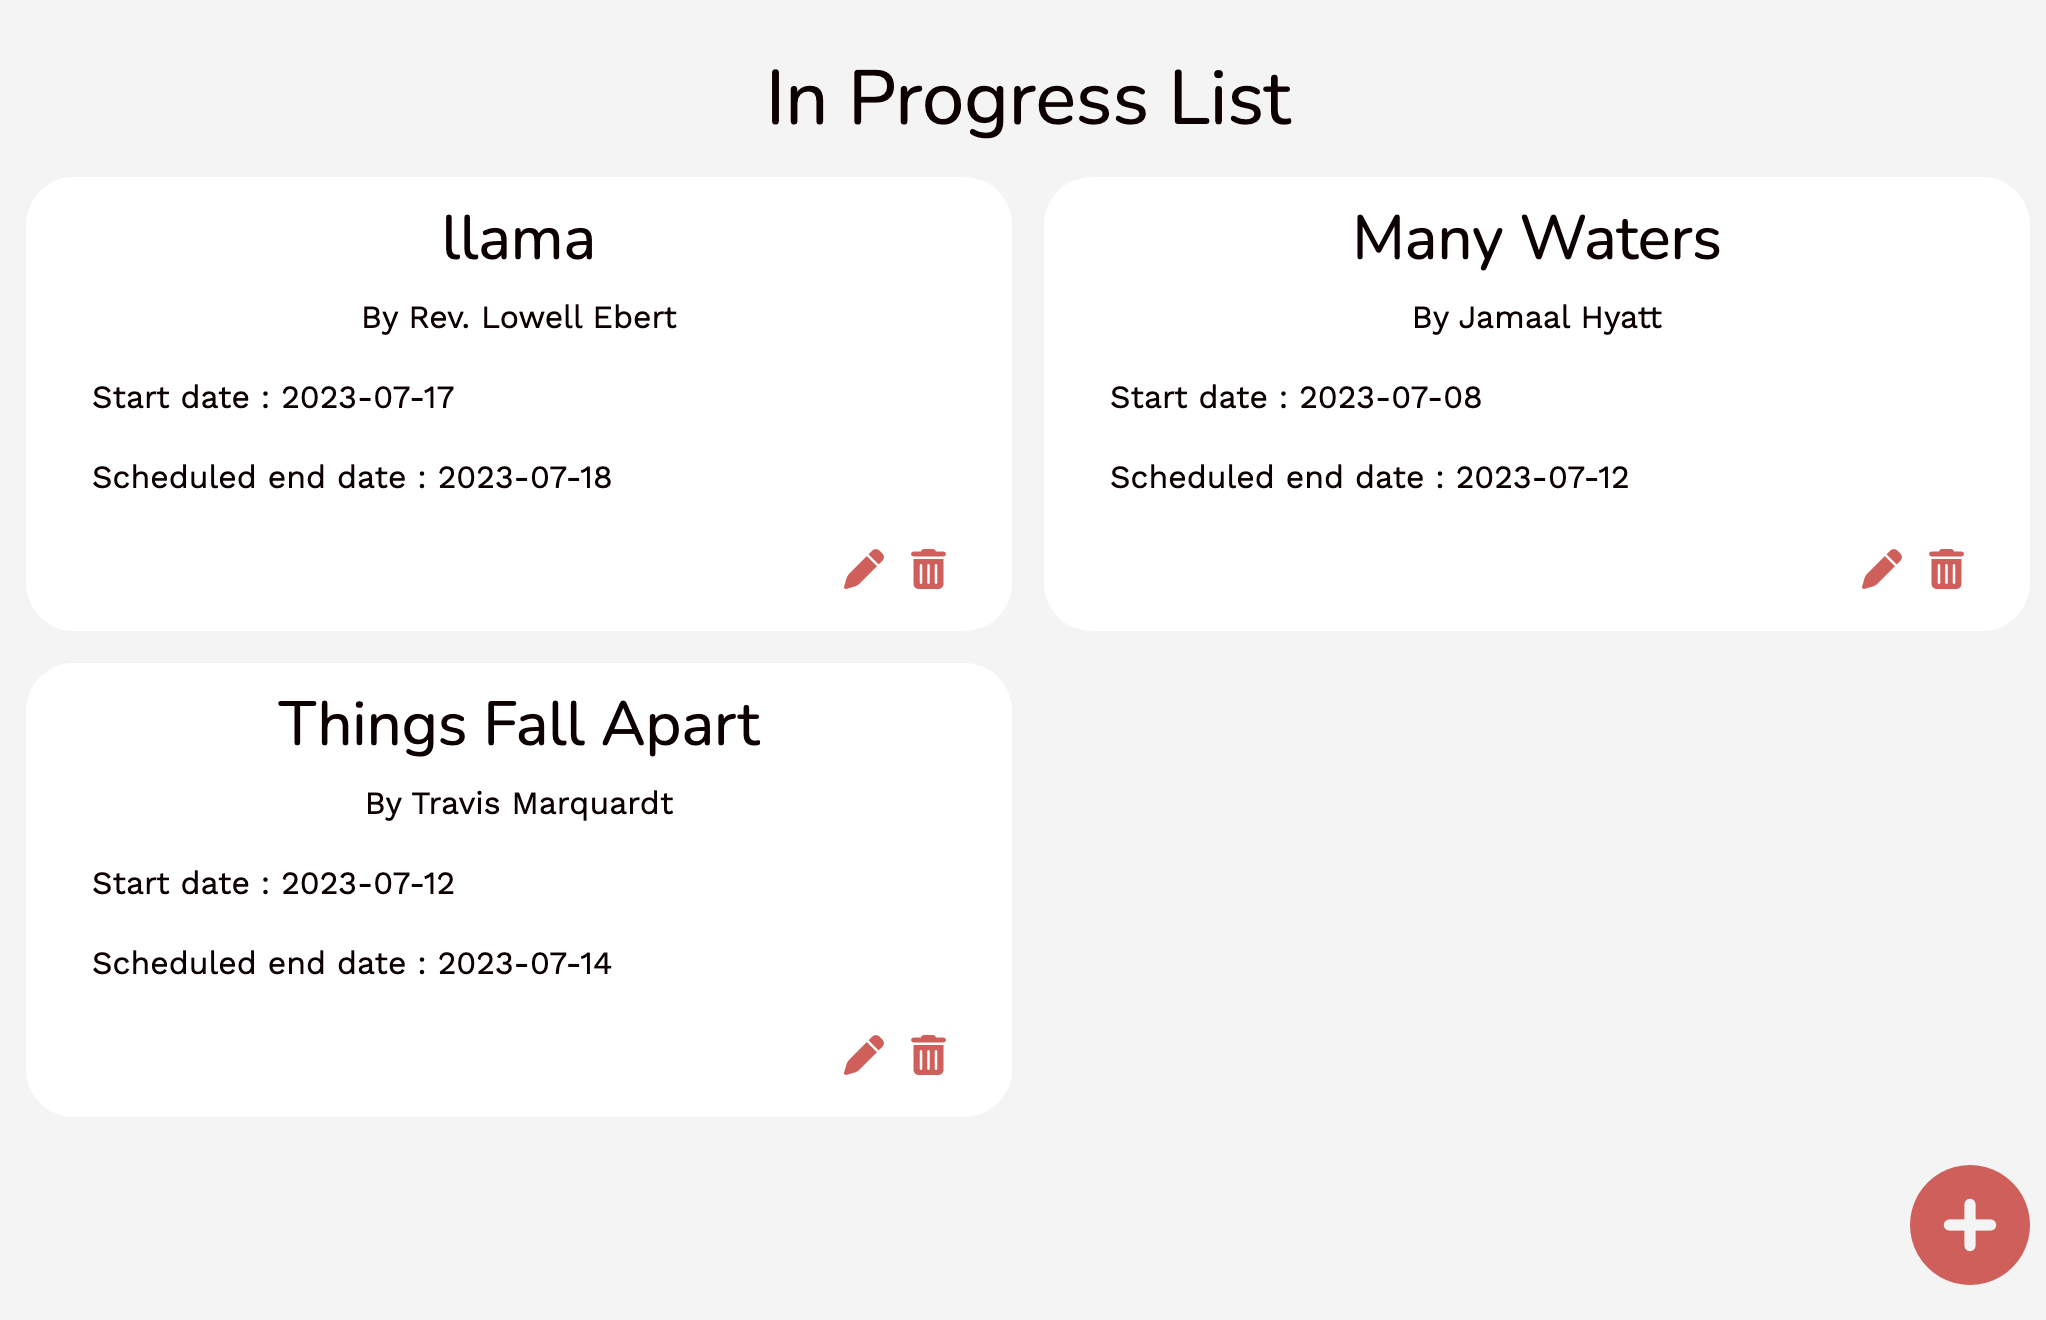 In Progress List
llama
By Rev. Lowell Ebert
Start date : 2023-07-17
Scheduled end date : 2023-07-18
Many Waters
By Jamaal Hyatt
Start date : 2023-07-08
Scheduled end date : 2023-07-12
Things Fall Apart
By Travis Marquardt
Start date : 2023-07-12
Scheduled end date : 2023-07-14